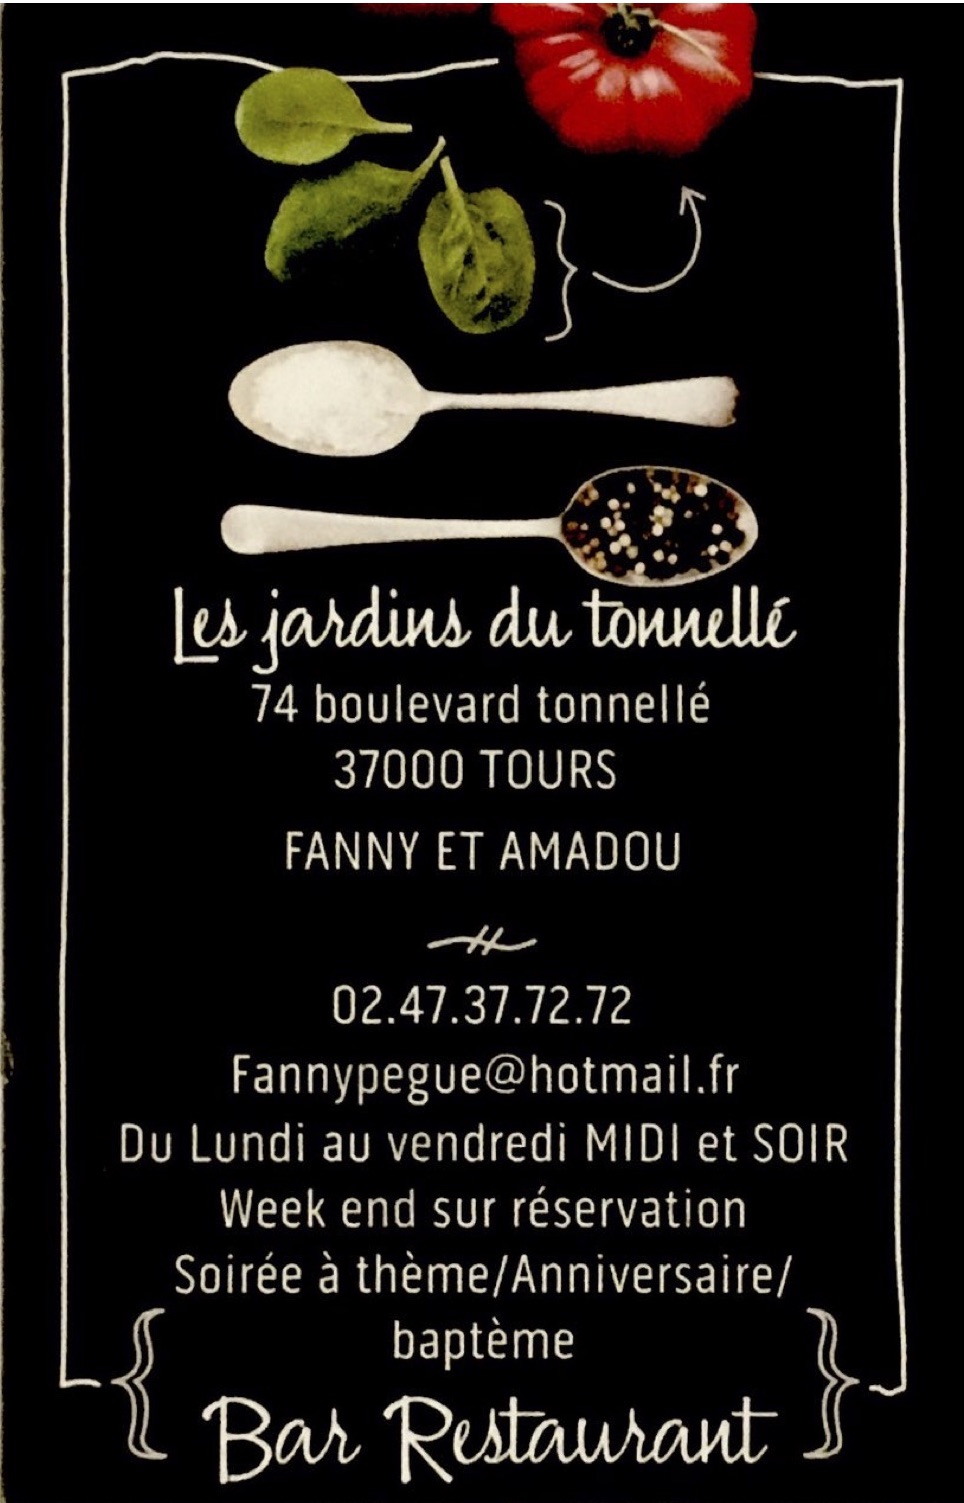 Les jardins du tonnellé
74 boulevard tonnellé
37000 TOURS
FANNY ET AMADOU
02.47.37.72.72
Fannypegue@hotmail.fr
Du Lundi au vendredi MIDI et SOIR
Week end sur réservation
Soirée à thème/Anniversaire/
baptème
Bar Restaurant